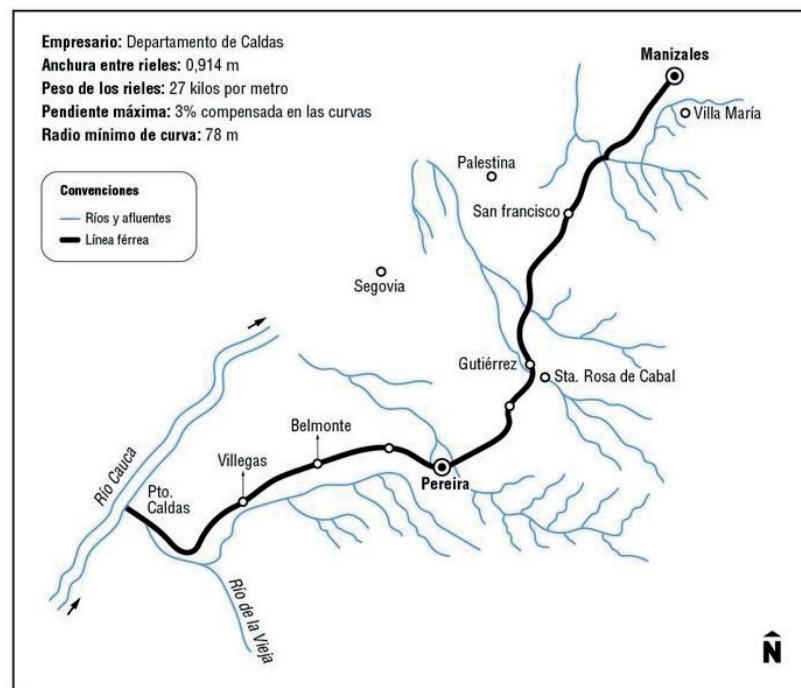 Empresario: Departamento de Caldas
Anchura entre rieles: 0,914 m
Peso de los rieles: 27 kilos por metro
Pendiente máxima: 3% compensada en las curvas
Radio mínimo de curva: 78 m
Convenciones
Ríos y afluentes
Línea férrea
Manizales
Villa María
Palestina
San francisco
Segovia
Gutiérrez
Sta. Rosa de Cabal
Belmonte
Villegas
Pereira
Río Cauca
Pto.
Caldas
Río de la Vieja
N